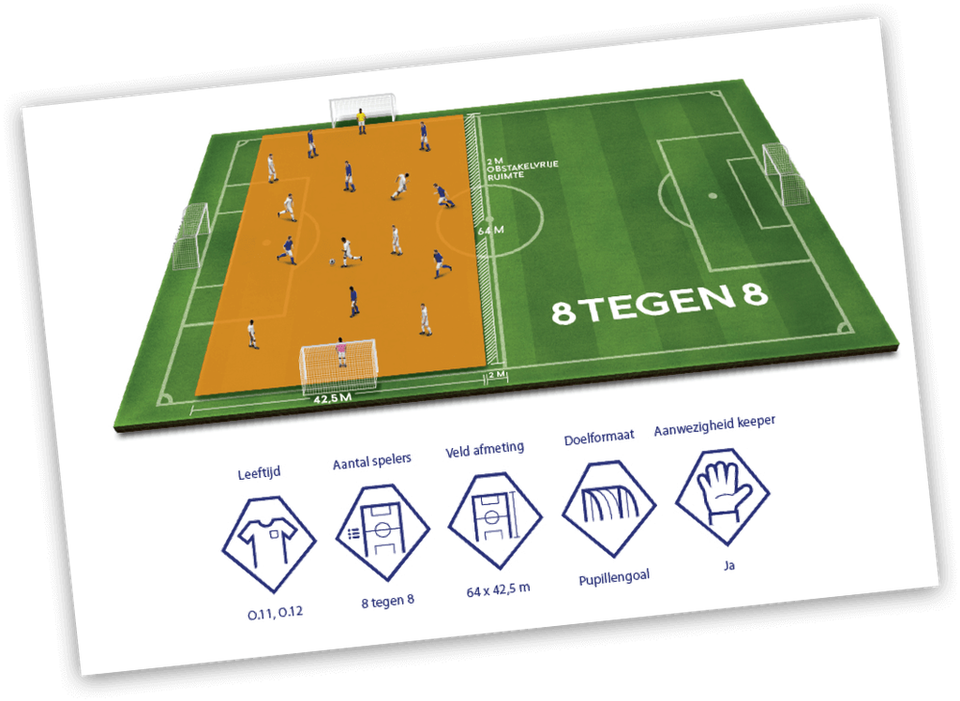 2 M
OBSTAKELVRIJE
RUIMTE
64 M
8 TEGEN 8
2 M
42,5 M
Leeftijd
Aantal spelers
Veld afmeting
Doelformaat
Aanwezigheid keeper
O.11, O.12
8 tegen 8
64 x 42,5 m
Pupillengoal
Ja